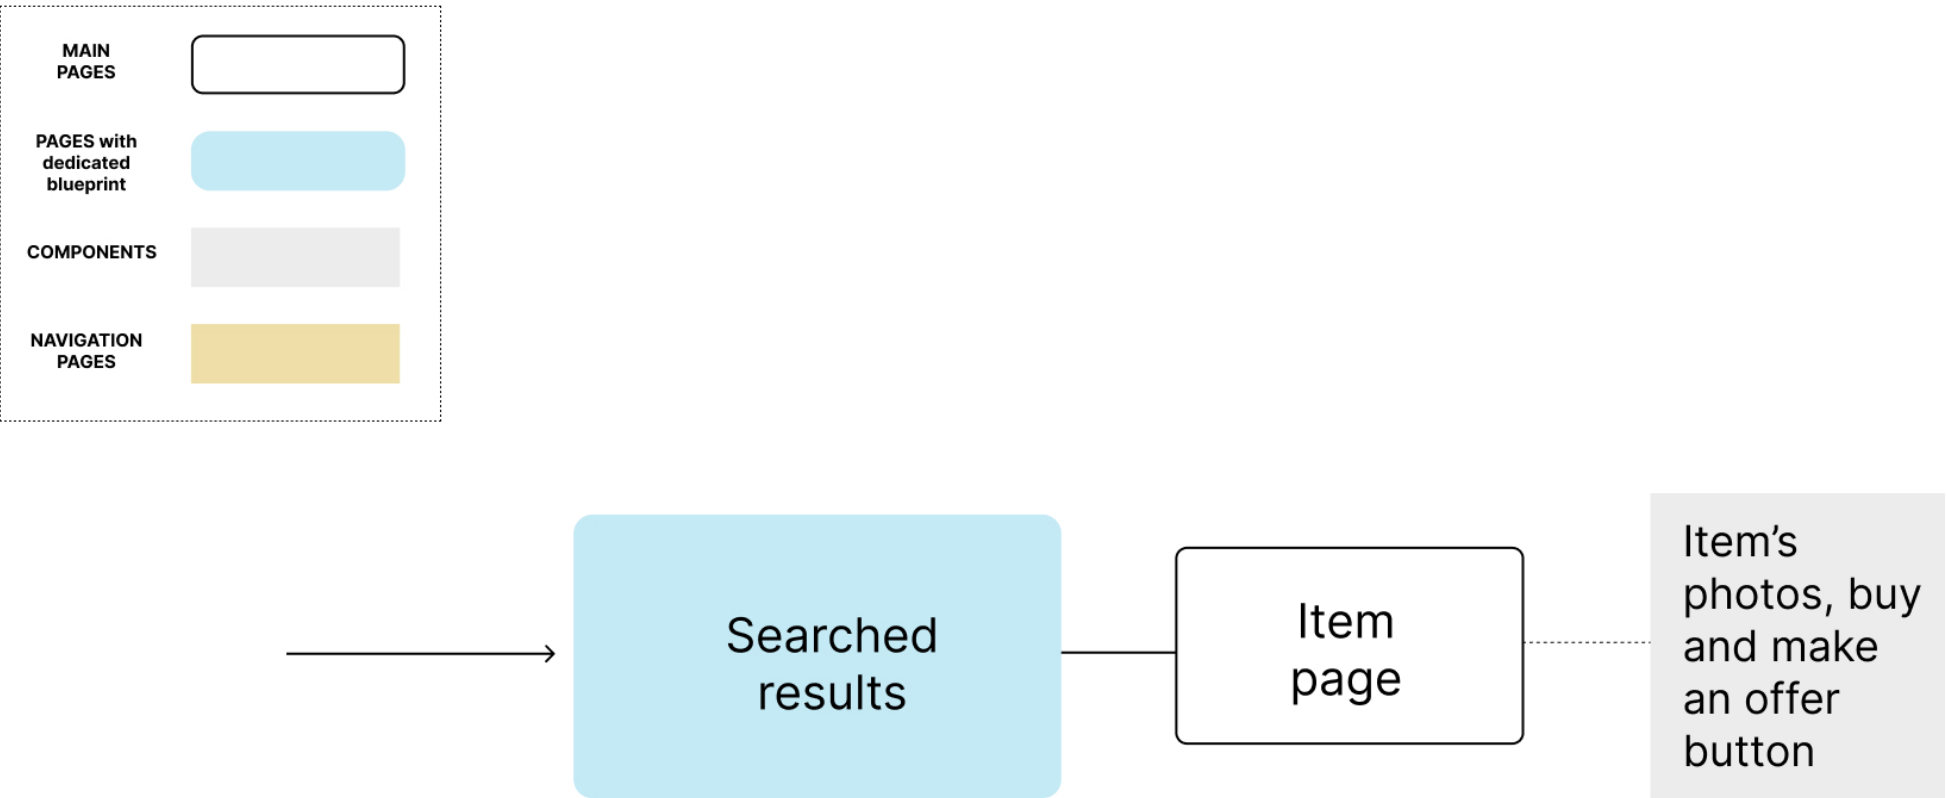 MAIN
PAGES
PAGES with
dedicated
blueprint
COMPONENTS
NAVIGATION
PAGES
Searched
results
Item
page
Item’s
photos, buy
and make
an offer
button